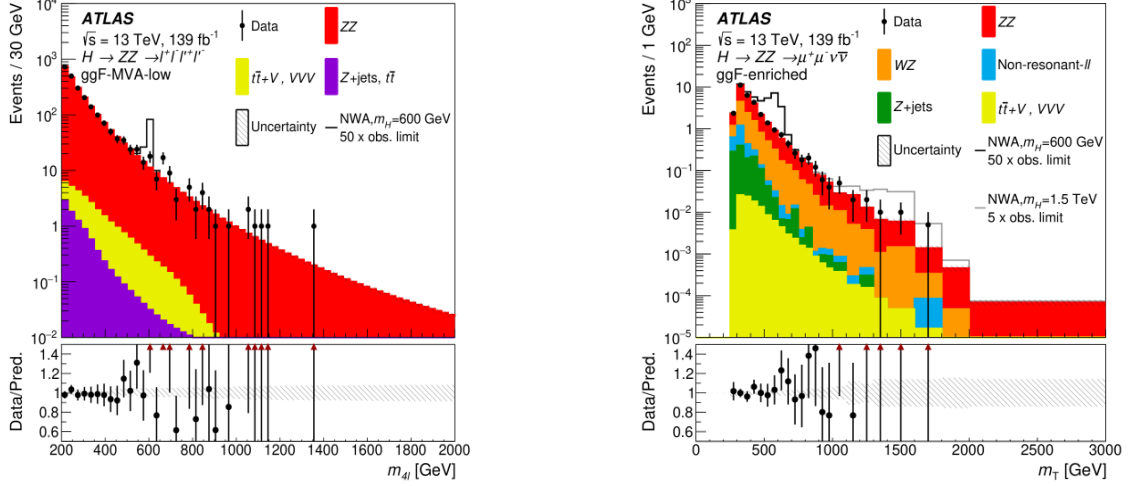 ATLAS
√s = 13 TeV, 139 fb⁻¹
H → ZZ → l⁺l⁻l'⁺l'⁻
ggF-MVA-low
Data
ZZ
tt̄+V , VVV
Z+jets, tt̄
Uncertainty
NWA,m_H=600 GeV
50 x obs. limit
Events / 30 GeV
10⁴
10³
10²
10
1
10⁻¹
10⁻²
Data/Pred.
1.4
1.2
1
0.8
0.6
200 400 600 800 1000 1200 1400 1600 1800 2000
m₄ₗ [GeV]
ATLAS
√s = 13 TeV, 139 fb⁻¹
H → ZZ → μ⁺μ⁻νν̄
ggF-enriched
Data
ZZ
WZ
Non-resonant-ll
Z+jets
tt̄+V , VVV
Uncertainty
NWA,m_H=600 GeV
50 x obs. limit
NWA,m_H=1.5 TeV
5 x obs. limit
Events / 1 GeV
10³
10²
10
1
10⁻¹
10⁻²
10⁻³
10⁻⁴
10⁻⁵
Data/Pred.
1.4
1.2
1
0.8
0.6
0 500 1000 1500 2000 2500 3000
m_T [GeV]